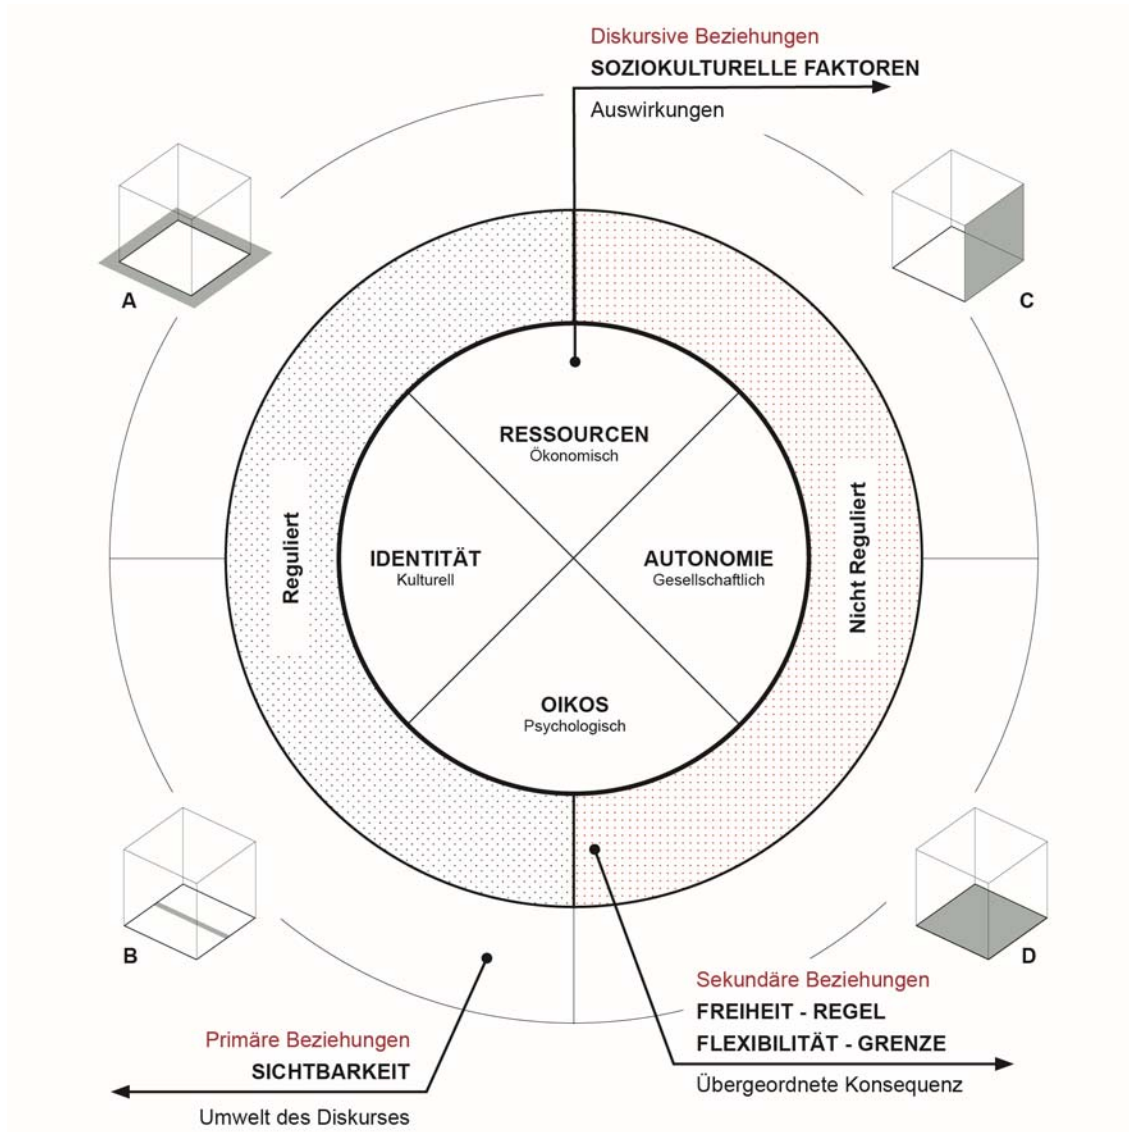 Diskursive Beziehungen
SOZIOKULTURELLE FAKTOREN
Auswirkungen
A
C
RESSOURCEN
Ökonomisch
Reguliert
IDENTITÄT
Kulturell
AUTONOMIE
Gesellschaftlich
Nicht Reguliert
OIKOS
Psychologisch
B
D
Sekundäre Beziehungen
FREIHEIT - REGEL
FLEXIBILITÄT - GRENZE
Übergeordnete Konsequenz
Primäre Beziehungen
SICHTBARKEIT
Umwelt des Diskurses